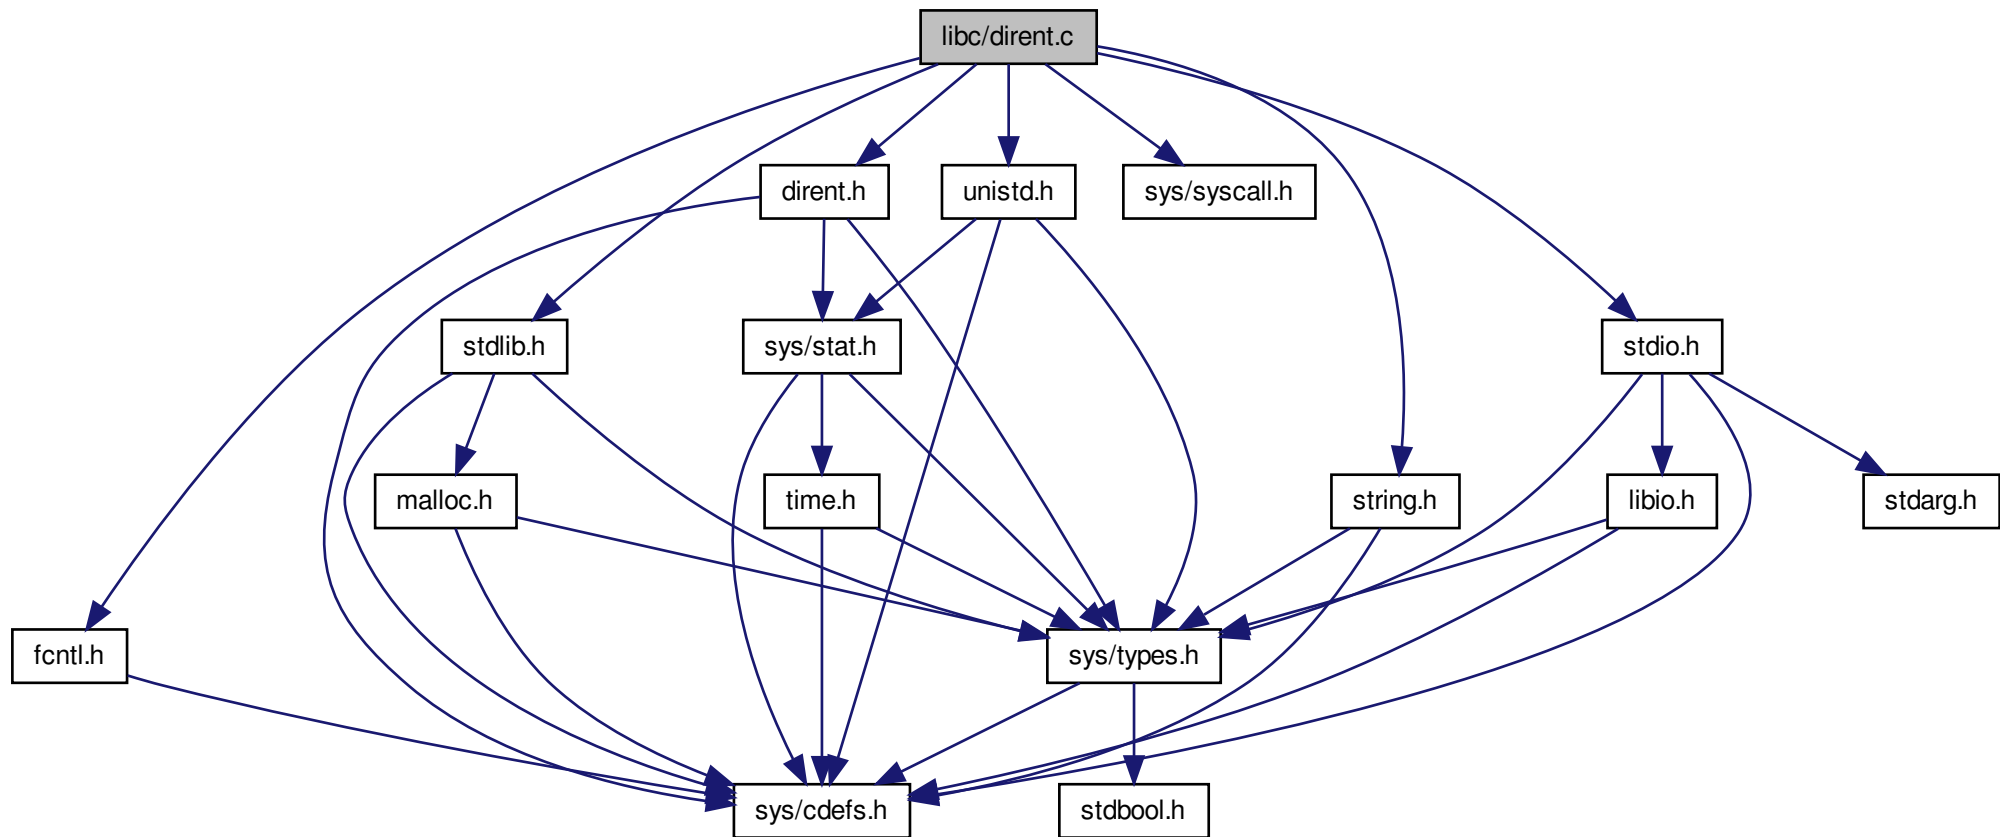 libc/dirent.c
dirent.h
unistd.h
sys/syscall.h
stdlib.h
sys/stat.h
stdio.h
malloc.h
time.h
string.h
libio.h
stdarg.h
fcntl.h
sys/types.h
sys/cdefs.h
stdbool.h